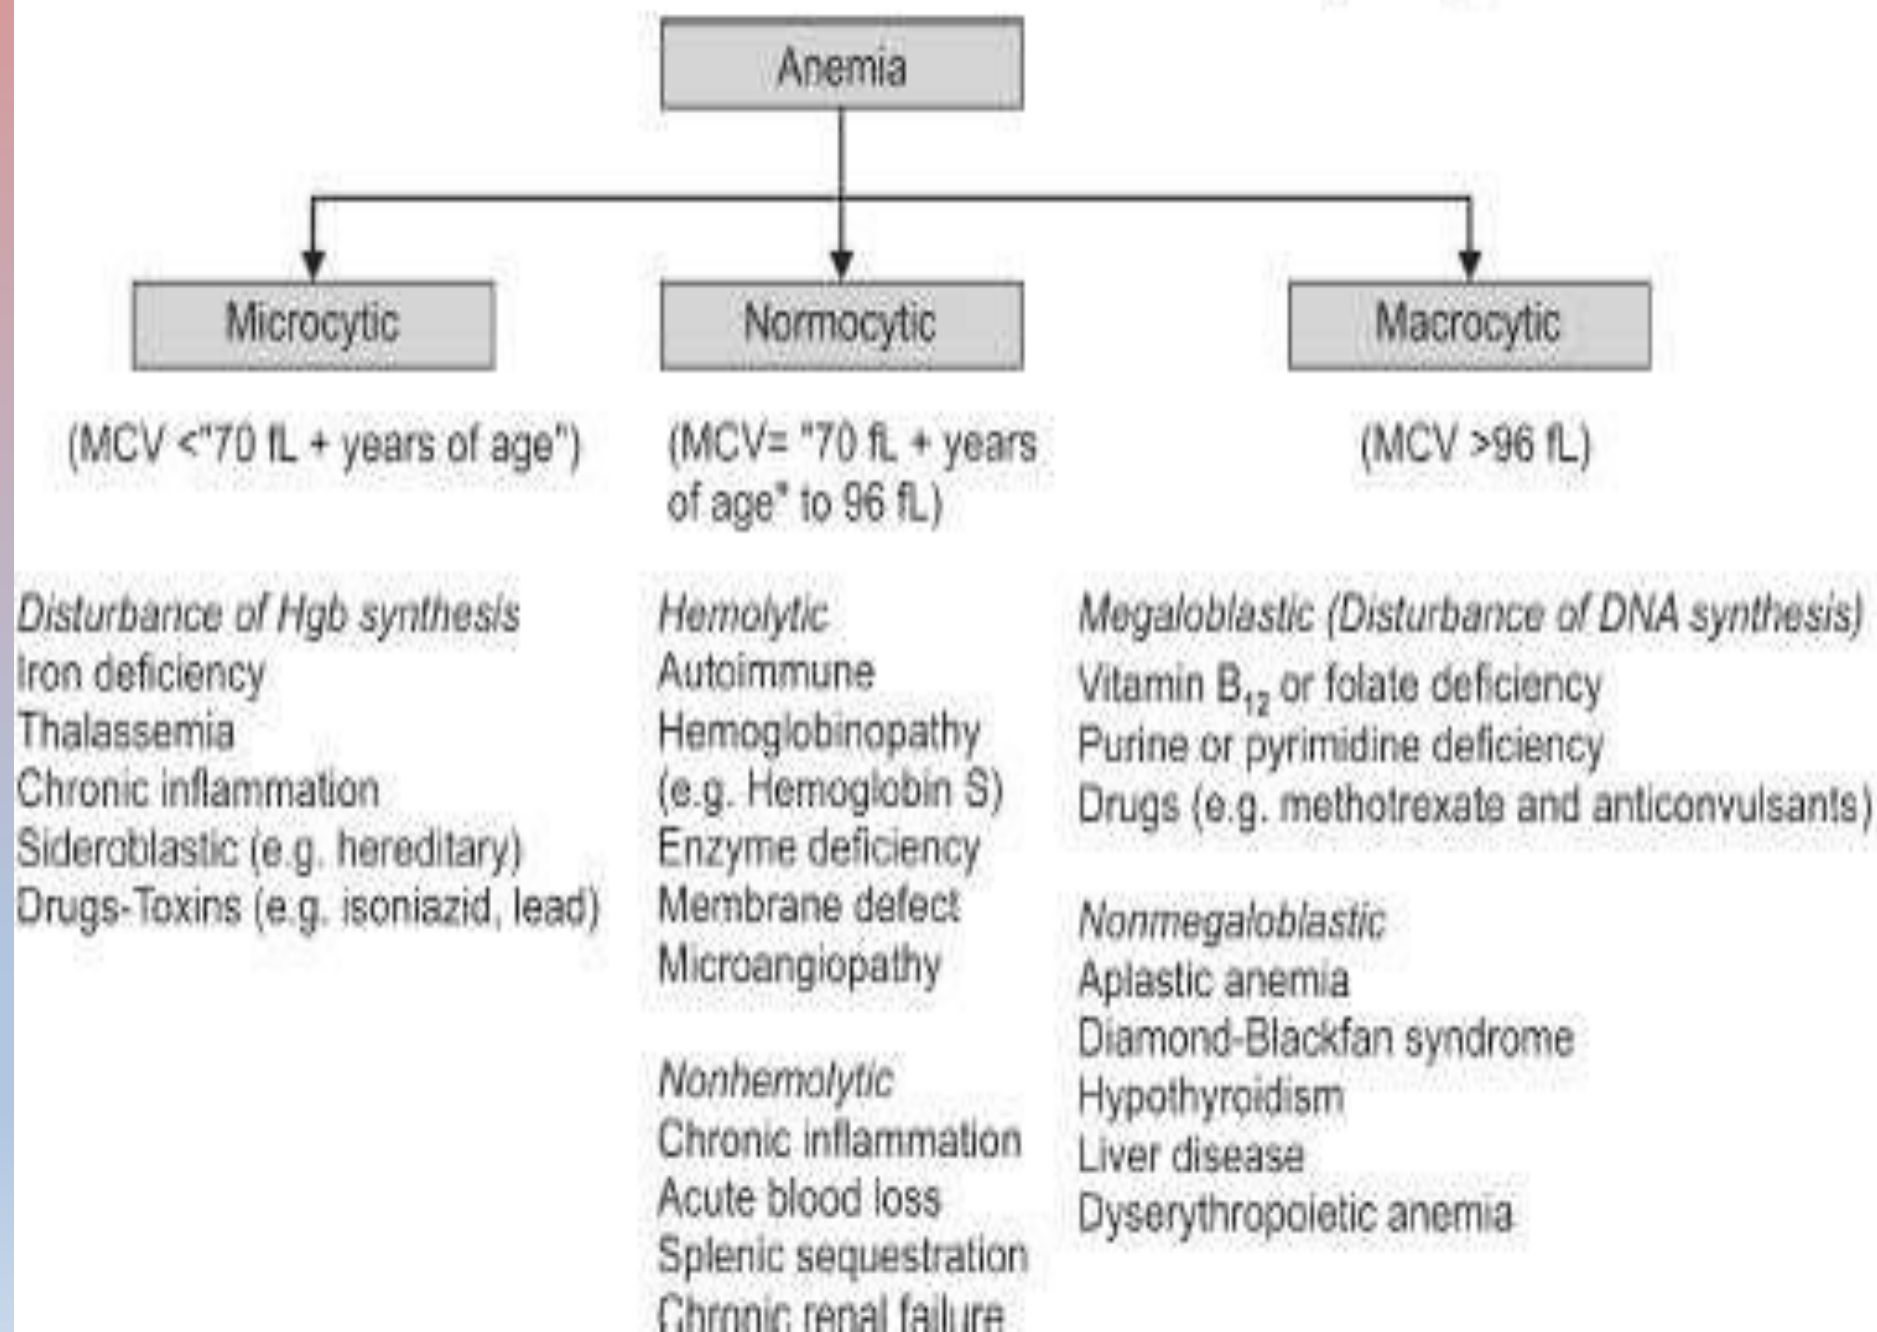 Anemia
Microcytic
(MCV <"70 fL + years of age")
Disturbance of Hgb synthesis
Iron deficiency
Thalassemia
Chronic inflammation
Sideroblastic (e.g. hereditary)
Drugs-Toxins (e.g. isoniazid, lead)
Normocytic
(MCV= "70 fL + years
of age" to 96 fL)
Hemolytic
Autoimmune
Hemoglobinopathy
(e.g. Hemoglobin S)
Enzyme deficiency
Membrane defect
Microangiopathy
Nonhemolytic
Chronic inflammation
Acute blood loss
Splenic sequestration
Chronic renal failure
Macrocytic
(MCV >96 fL)
Megaloblastic (Disturbance of DNA synthesis)
Vitamin B₁₂ or folate deficiency
Purine or pyrimidine deficiency
Drugs (e.g. methotrexate and anticonvulsants)
Nonmegaloblastic
Aplastic anemia
Diamond-Blackfan syndrome
Hypothyroidism
Liver disease
Dyserythropoietic anemia